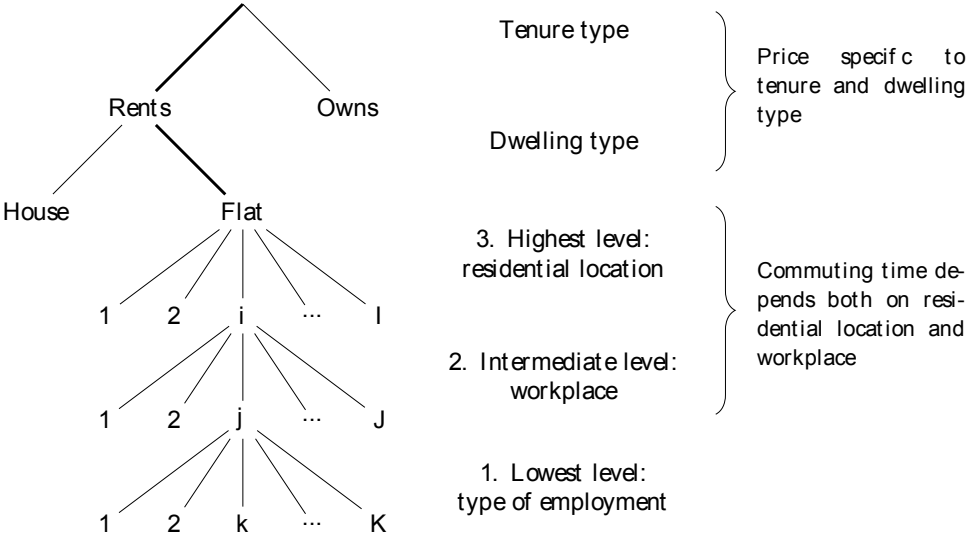 Tenure type
Price specif c to
tenure and dwelling
type
Rents Owns
Dwelling type
House Flat
3. Highest level:
residential location
Commuting time de-
pends both on resi-
dential location and
workplace
1 2 i ... I
2. Intermediate level:
workplace
1 2 j ... J
1. Lowest level:
type of employment
1 2 k ... K